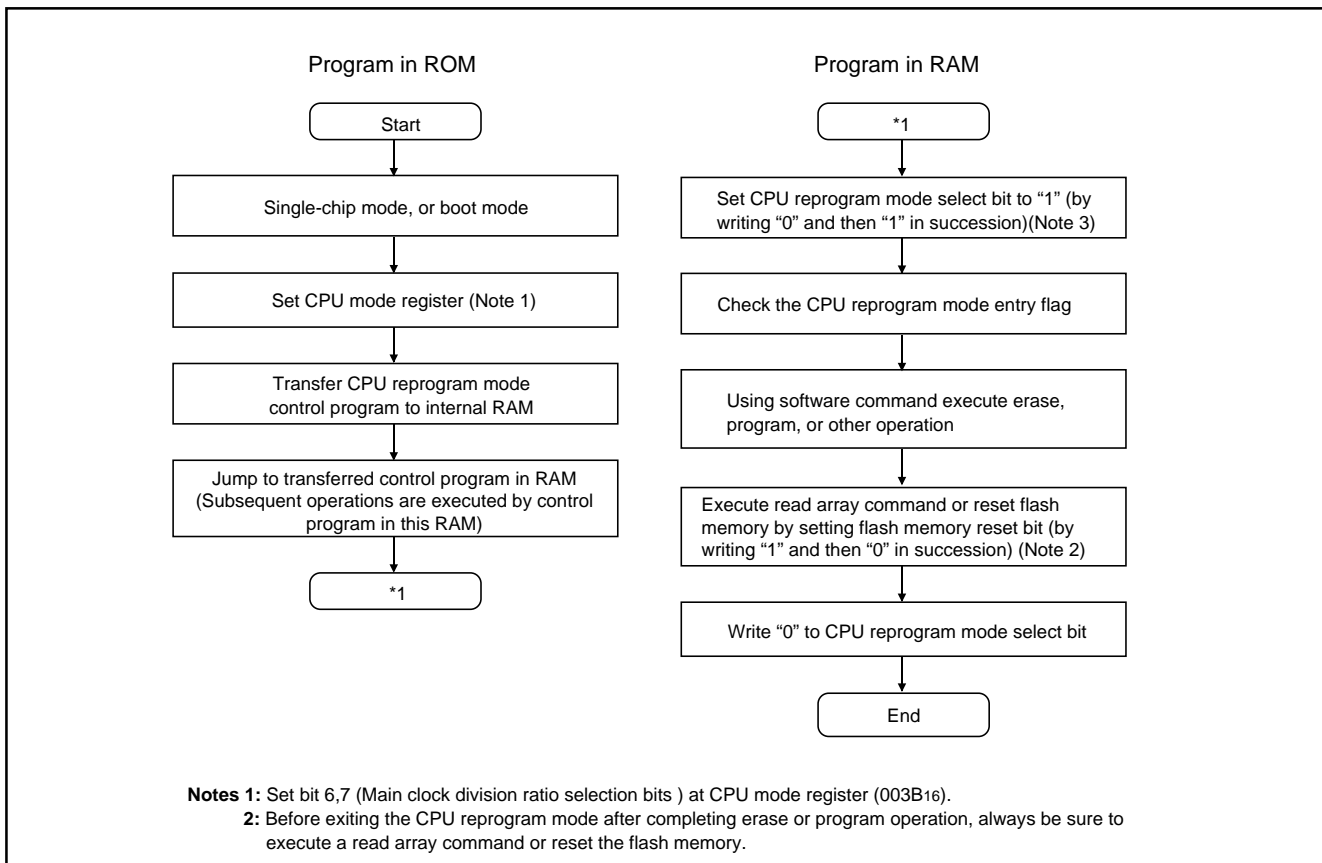 Program in ROM
Start
Single-chip mode, or boot mode
Set CPU mode register (Note 1)
Transfer CPU reprogram mode
control program to internal RAM
Jump to transferred control program in RAM
(Subsequent operations are executed by control
program in this RAM)
*1
Program in RAM
*1
Set CPU reprogram mode select bit to “1” (by
writing “0” and then “1” in succession)(Note 3)
Check the CPU reprogram mode entry flag
Using software command execute erase,
program, or other operation
Execute read array command or reset flash
memory by setting flash memory reset bit (by
writing “1” and then “0” in succession) (Note 2)
Write “0” to CPU reprogram mode select bit
End
Notes 1: Set bit 6,7 (Main clock division ratio selection bits ) at CPU mode register (003B16).
2: Before exiting the CPU reprogram mode after completing erase or program operation, always be sure to
execute a read array command or reset the flash memory.